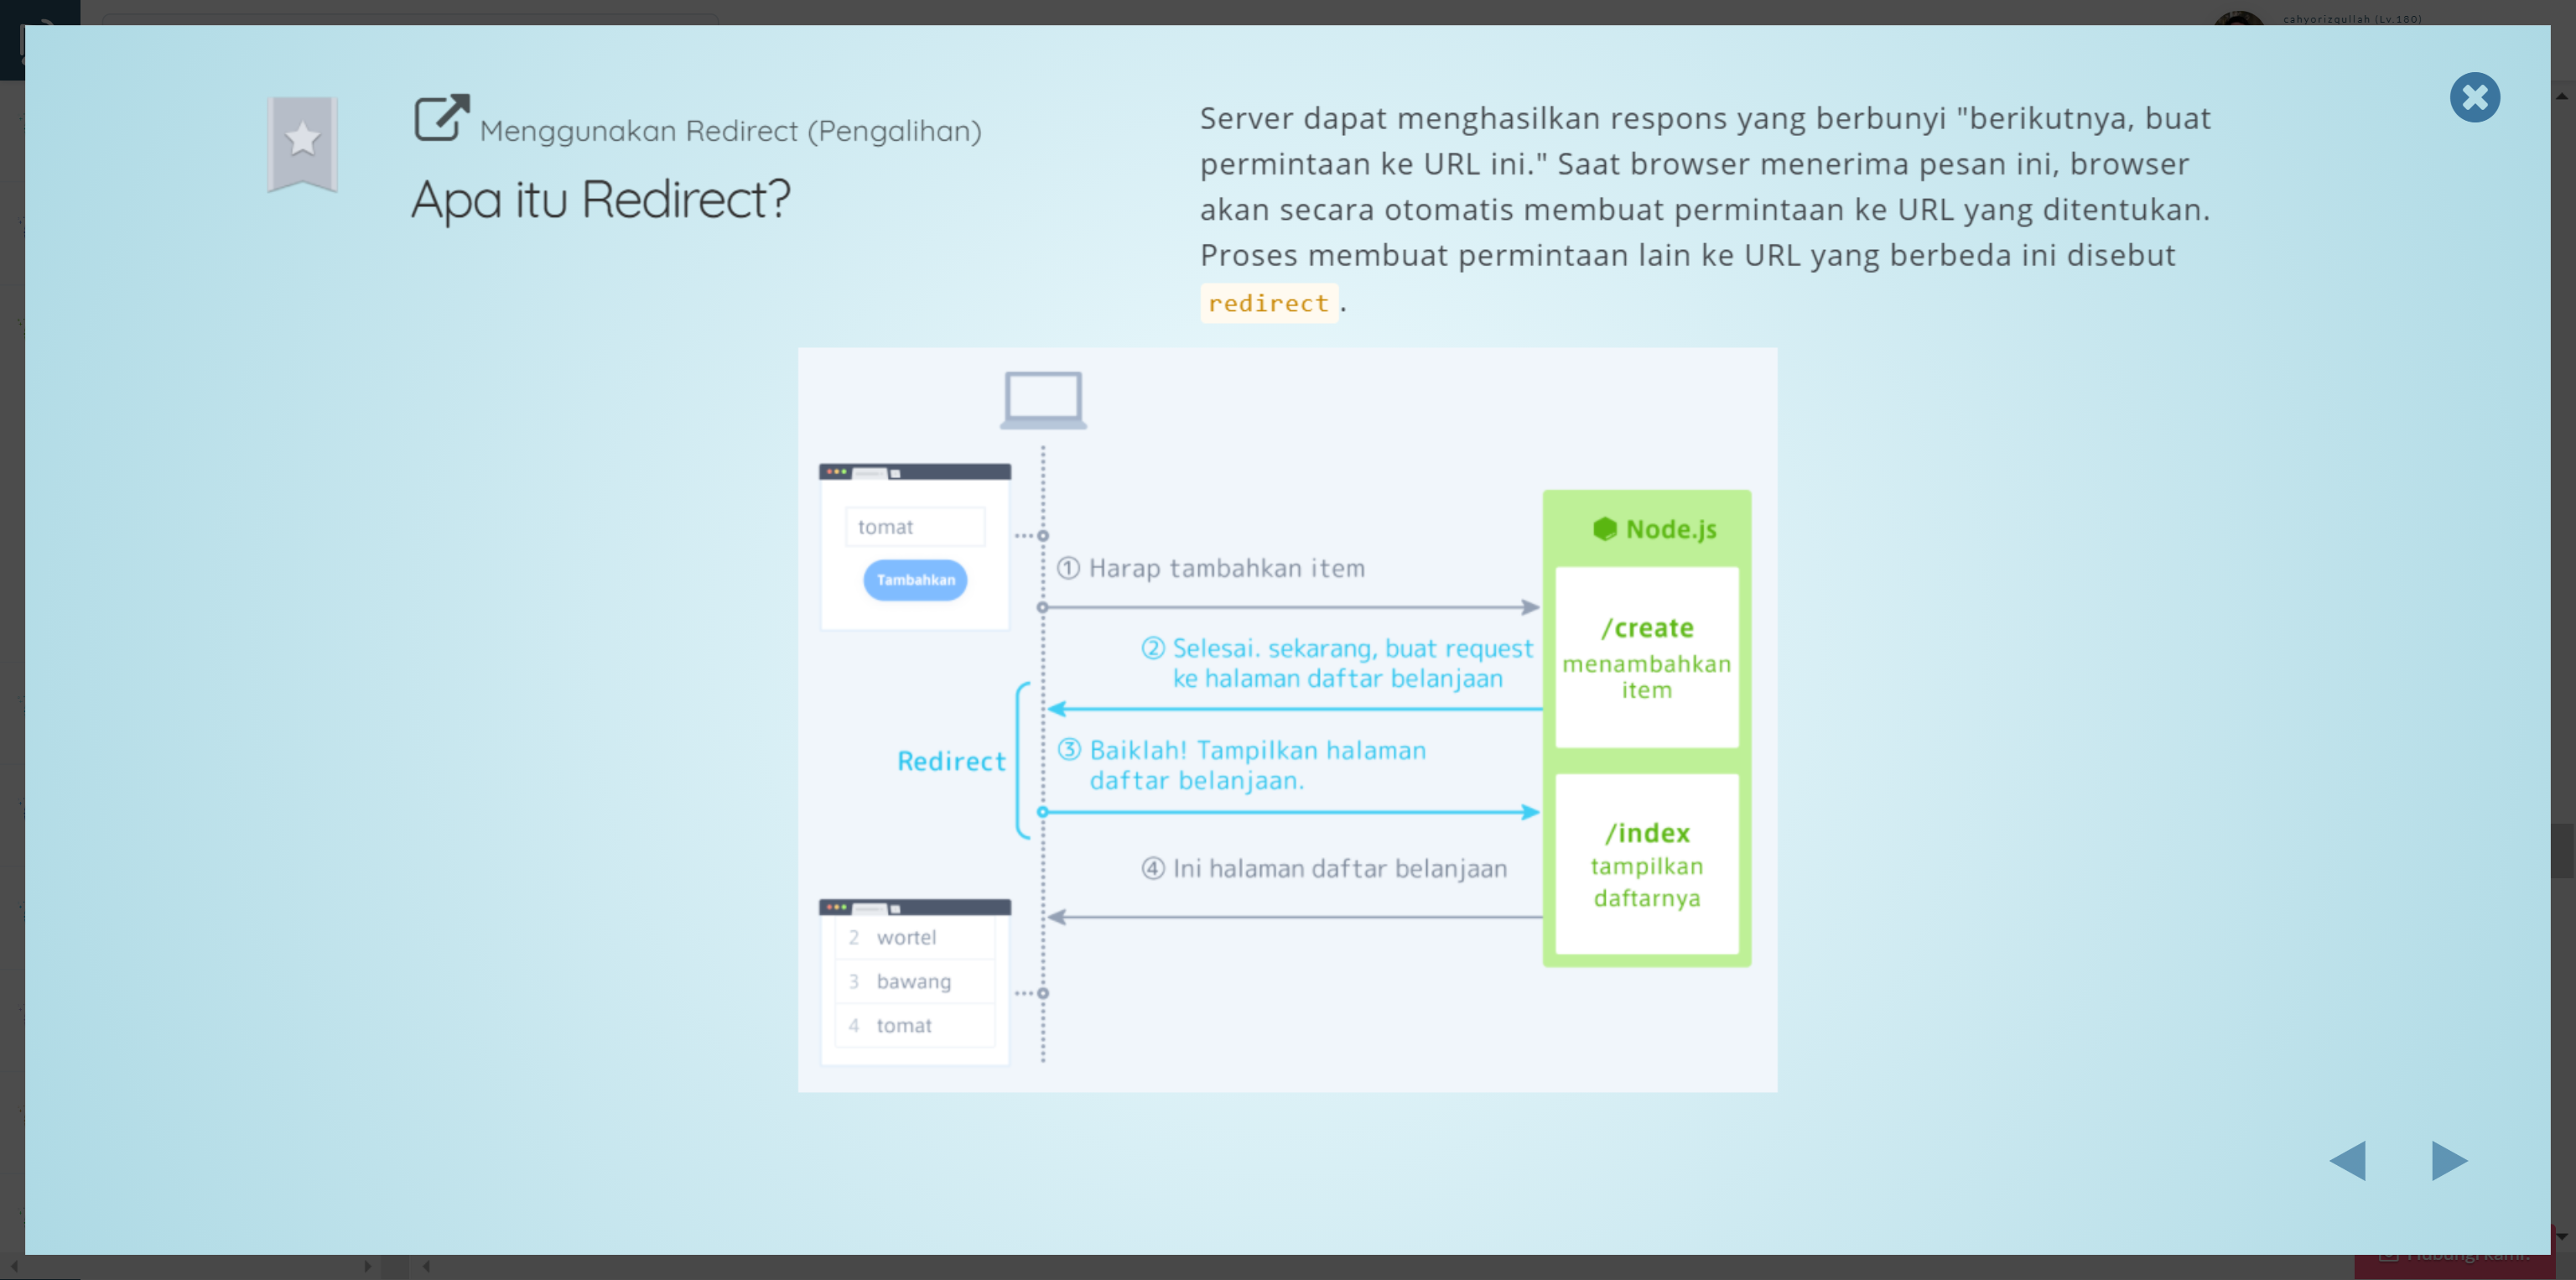 cahyorizqullah (Lv.180)
Menggunakan Redirect (Pengalihan)
Apa itu Redirect?
Server dapat menghasilkan respons yang berbunyi "berikutnya, buat
permintaan ke URL ini." Saat browser menerima pesan ini, browser
akan secara otomatis membuat permintaan ke URL yang ditentukan.
Proses membuat permintaan lain ke URL yang berbeda ini disebut
redirect.
tomat
Tambahkan
① Harap tambahkan item
② Selesai. sekarang, buat request
ke halaman daftar belanjaan
Redirect
③ Baiklah! Tampilkan halaman
daftar belanjaan.
④ Ini halaman daftar belanjaan
Node.js
/create
menambahkan
item
/index
tampilkan
daftarnya
2 wortel
3 bawang
4 tomat